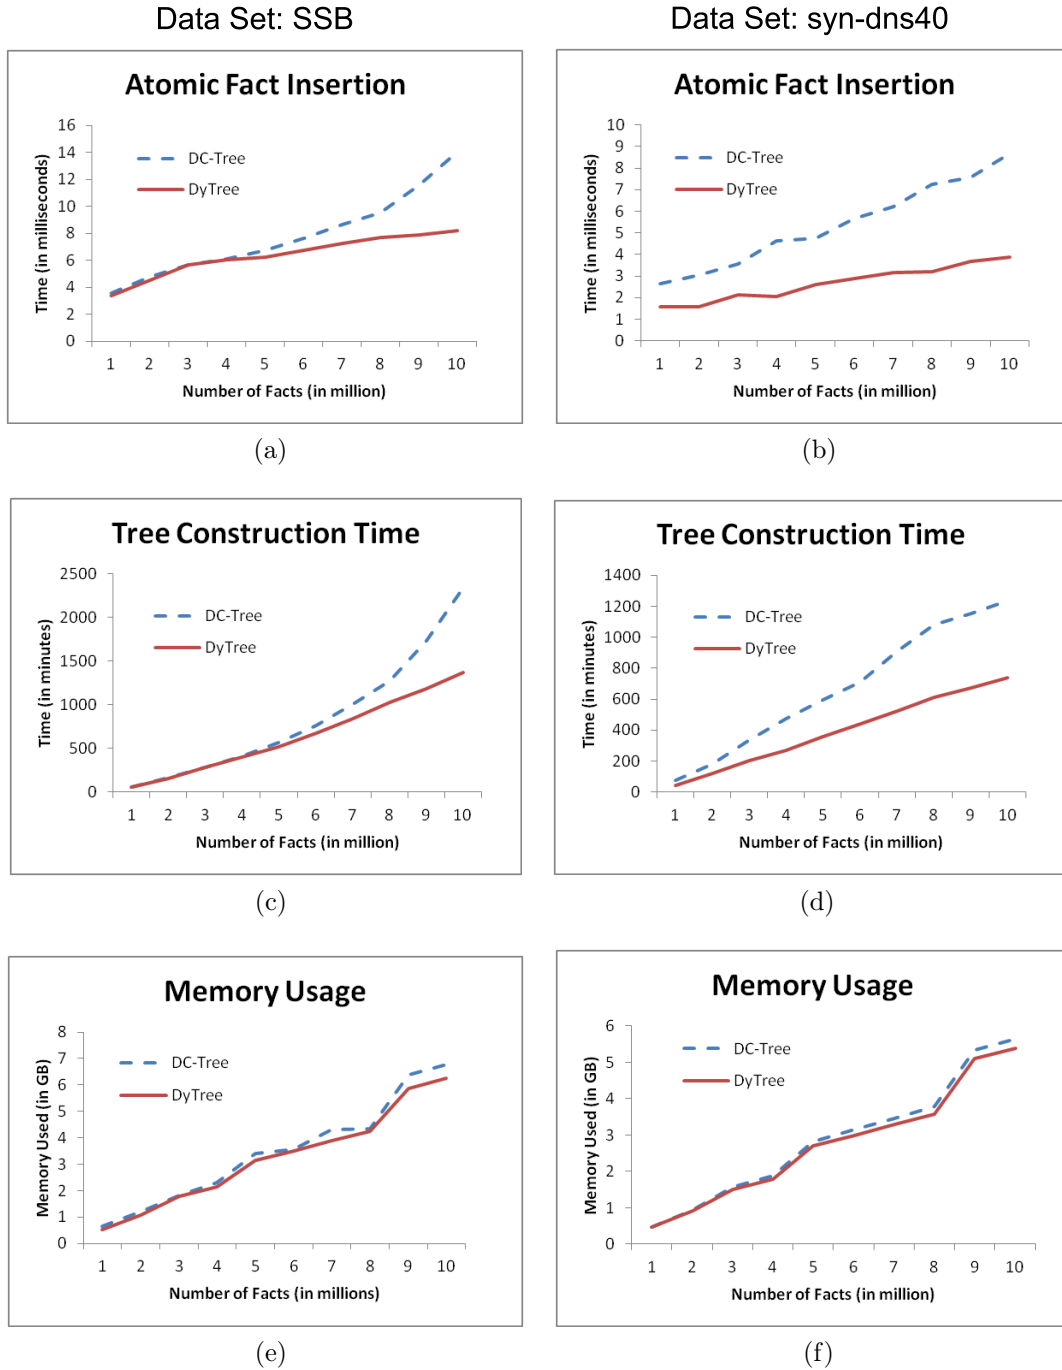 Data Set: SSB
Data Set: syn-dns40
Atomic Fact Insertion
16
14
12
10
8
6
4
2
0
Time (in milliseconds)
DC-Tree
DyTree
1 2 3 4 5 6 7 8 9 10
Number of Facts (in million)
(a)
Atomic Fact Insertion
10
9
8
7
6
5
4
3
2
1
0
Time (in milliseconds)
DC-Tree
DyTree
1 2 3 4 5 6 7 8 9 10
Number of Facts (in million)
(b)
Tree Construction Time
2500
2000
1500
1000
500
0
Time (in minutes)
DC-Tree
DyTree
1 2 3 4 5 6 7 8 9 10
Number of Facts (in million)
(c)
Tree Construction Time
1400
1200
1000
800
600
400
200
0
Time (in minutes)
DC-Tree
DyTree
1 2 3 4 5 6 7 8 9 10
Number of Facts (in million)
(d)
Memory Usage
8
7
6
5
4
3
2
1
0
Memory Used (in GB)
DC-Tree
DyTree
1 2 3 4 5 6 7 8 9 10
Number of Facts (in millions)
(e)
Memory Usage
6
5
4
3
2
1
0
Memory Used (in GB)
DC-Tree
DyTree
1 2 3 4 5 6 7 8 9 10
Number of Facts (in million)
(f)